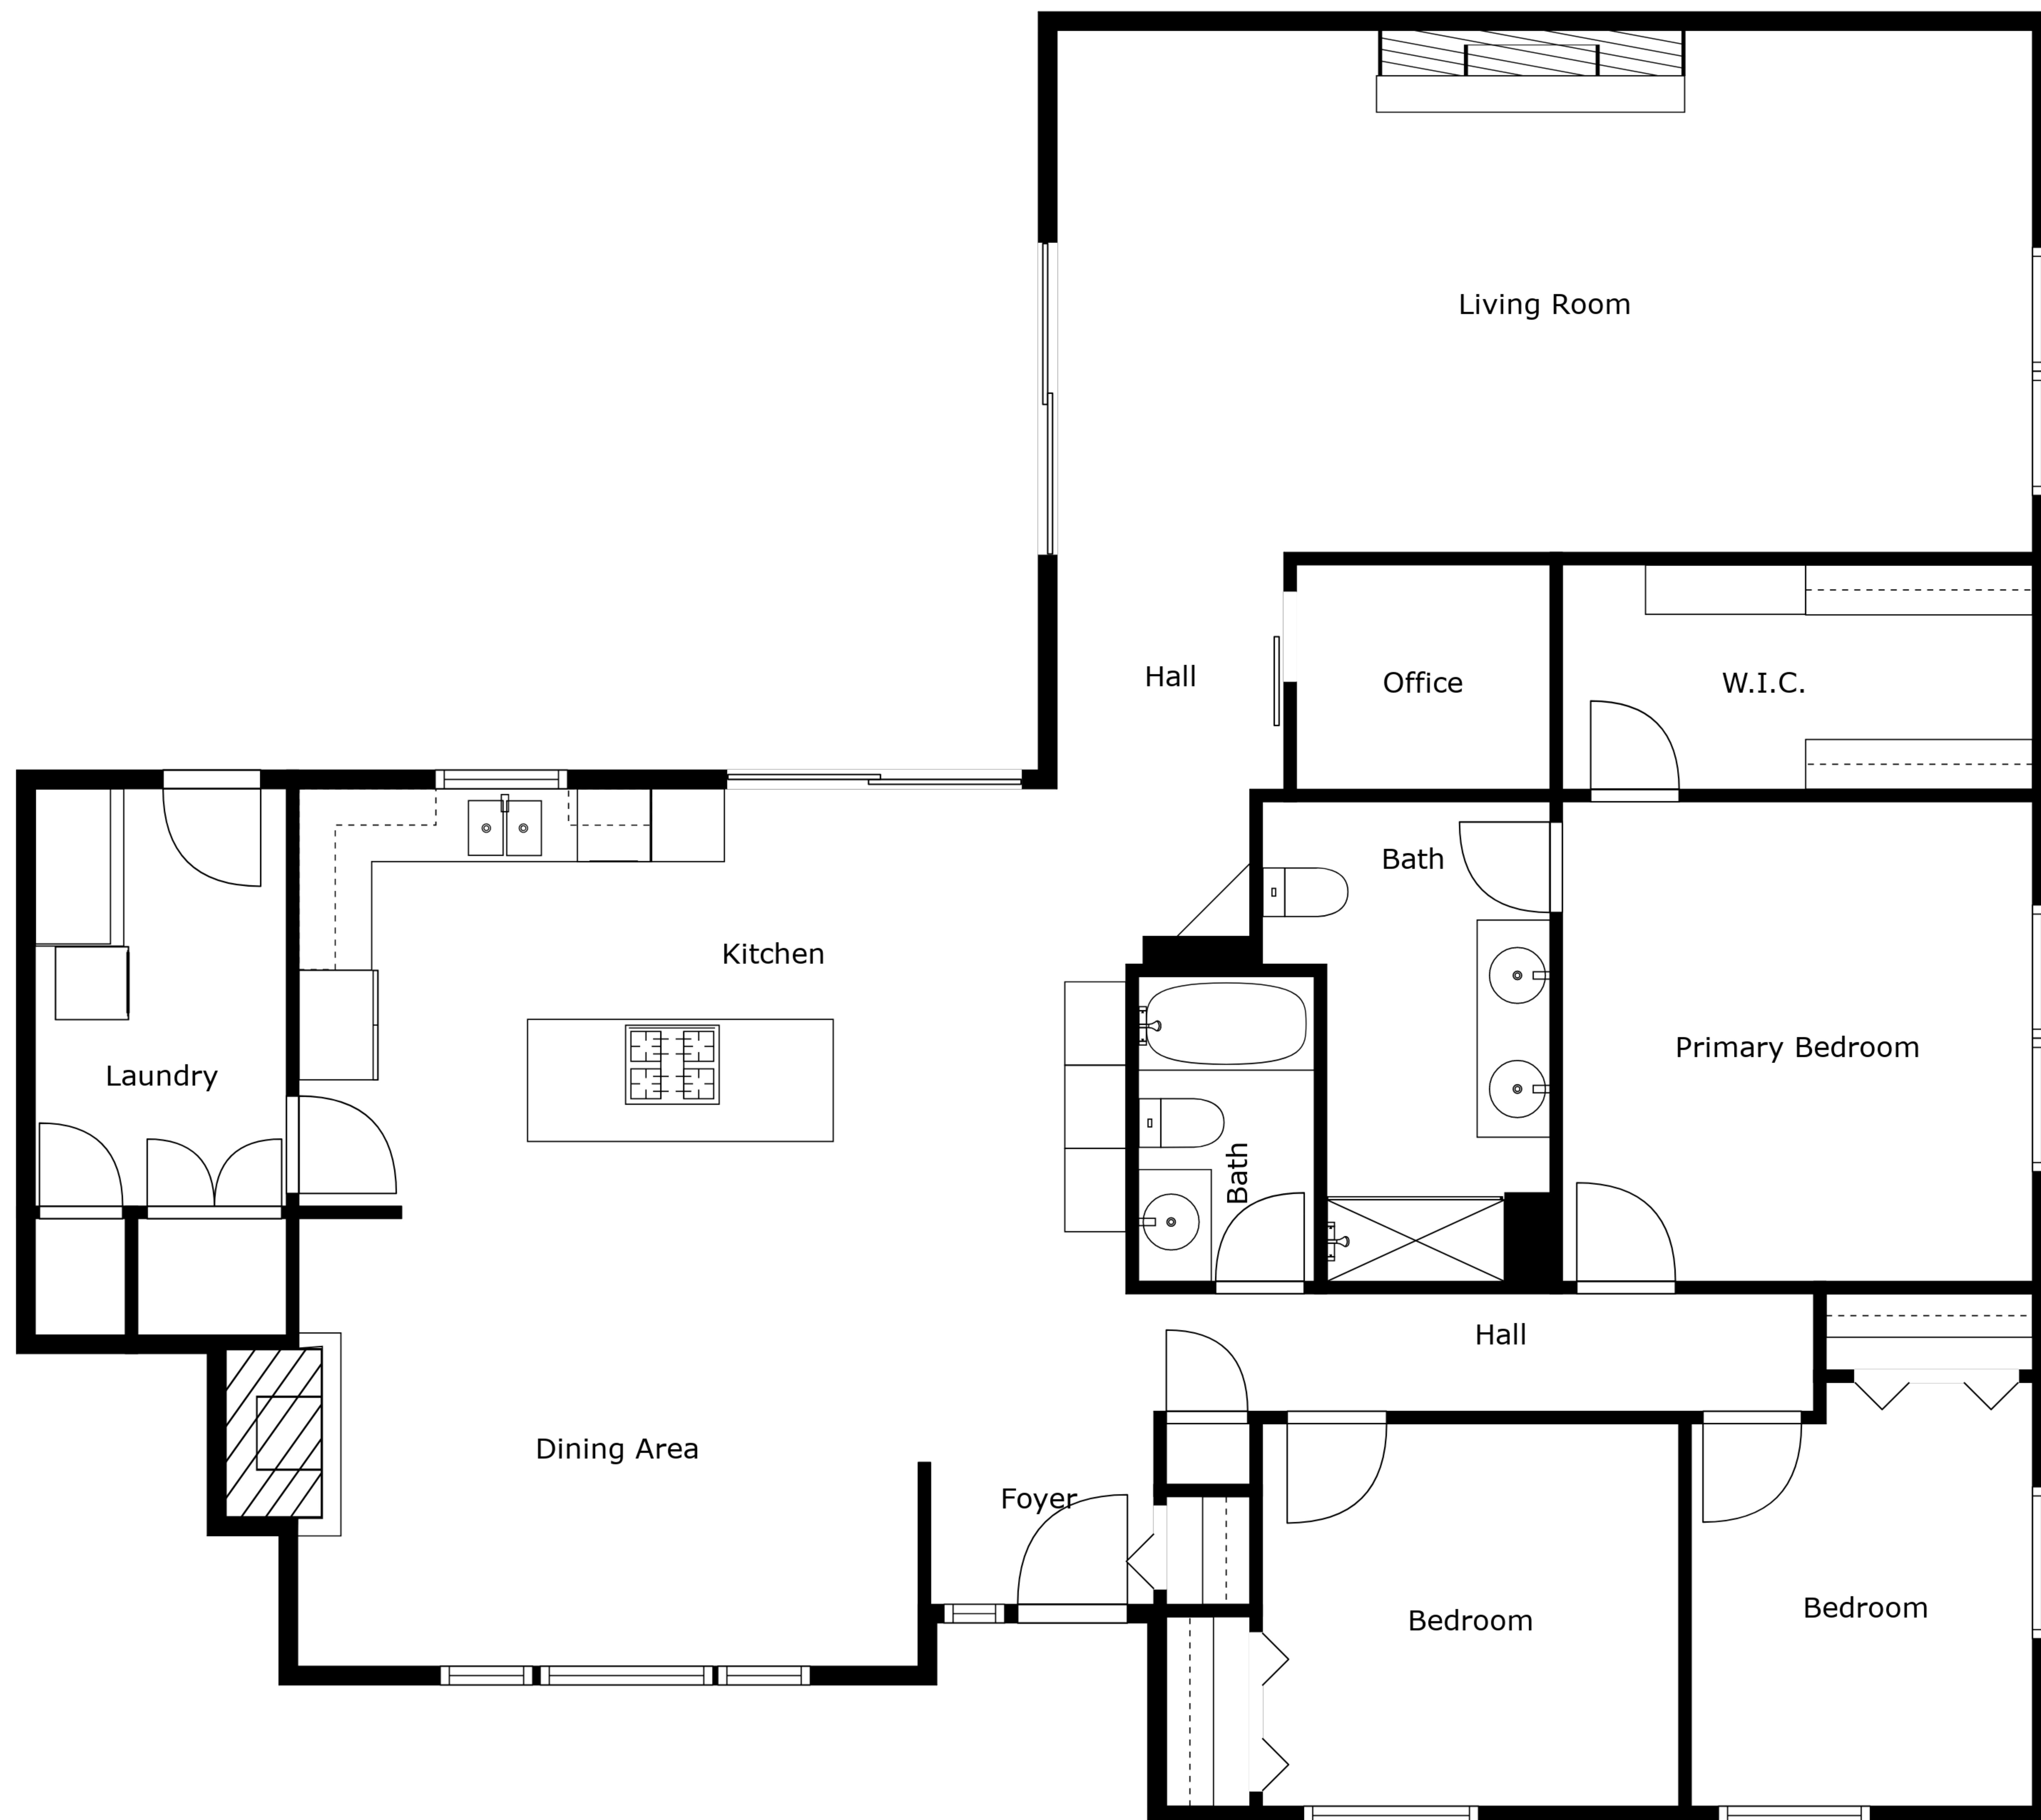 Living Room
Hall
Office
W.I.C.
Bath
Kitchen
Primary Bedroom
Laundry
Bath
Hall
Dining Area
Foyer
Bedroom
Bedroom